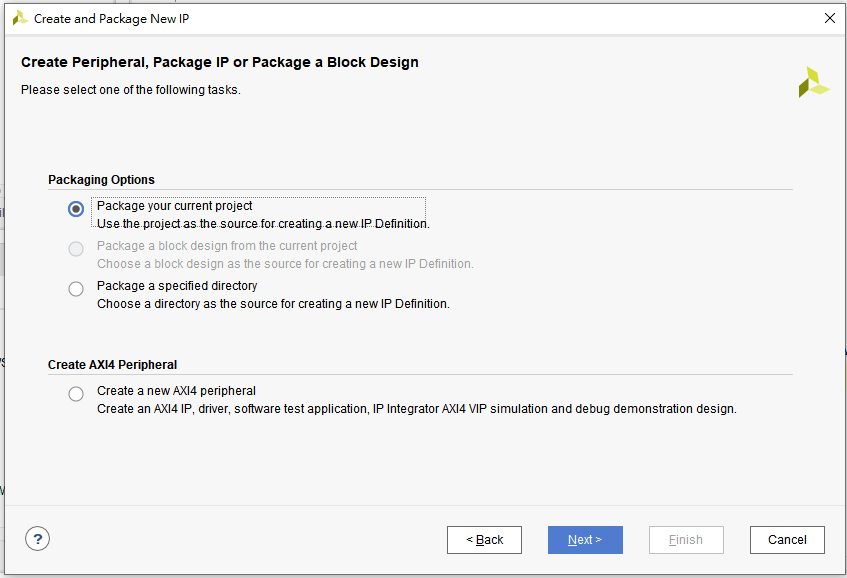 Create and Package New IP
Create Peripheral, Package IP or Package a Block Design
Please select one of the following tasks.
Packaging Options
Package your current project
Use the project as the source for creating a new IP Definition.
Package a block design from the current project
Choose a block design as the source for creating a new IP Definition.
Package a specified directory
Choose a directory as the source for creating a new IP Definition.
Create AXI4 Peripheral
Create a new AXI4 peripheral
Create an AXI4 IP, driver, software test application, IP Integrator AXI4 VIP simulation and debug demonstration design.
?
< Back
Next >
Finish
Cancel